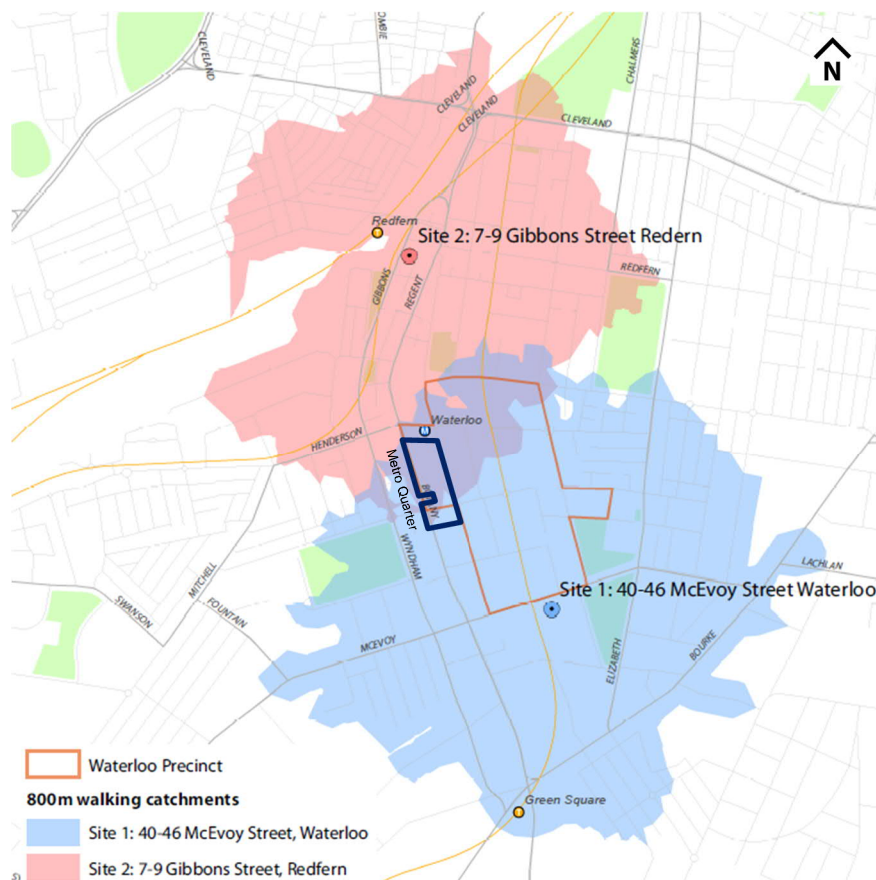 OMBIE
CLEVELAND
CHALMERS
N
CLEVELAND
CLEVELAND
CLEVELAND
Redfern
Site 2: 7-9 Gibbons Street Redern
REDFERN
GIBBONS
REGENT
Waterloo
HENDERSON
Metro Quarter
WYNDHAM
MITCHELL
LACHLAN
SWANSON
FOUNTAIN
Site 1: 40-46 McEvoy Street Waterloo
MCEVOY
ELIZABETH
BOURKE
Waterloo Precinct
800m walking catchments
Green Square
Site 1: 40-46 McEvoy Street, Waterloo
Site 2: 7-9 Gibbons Street, Redfern